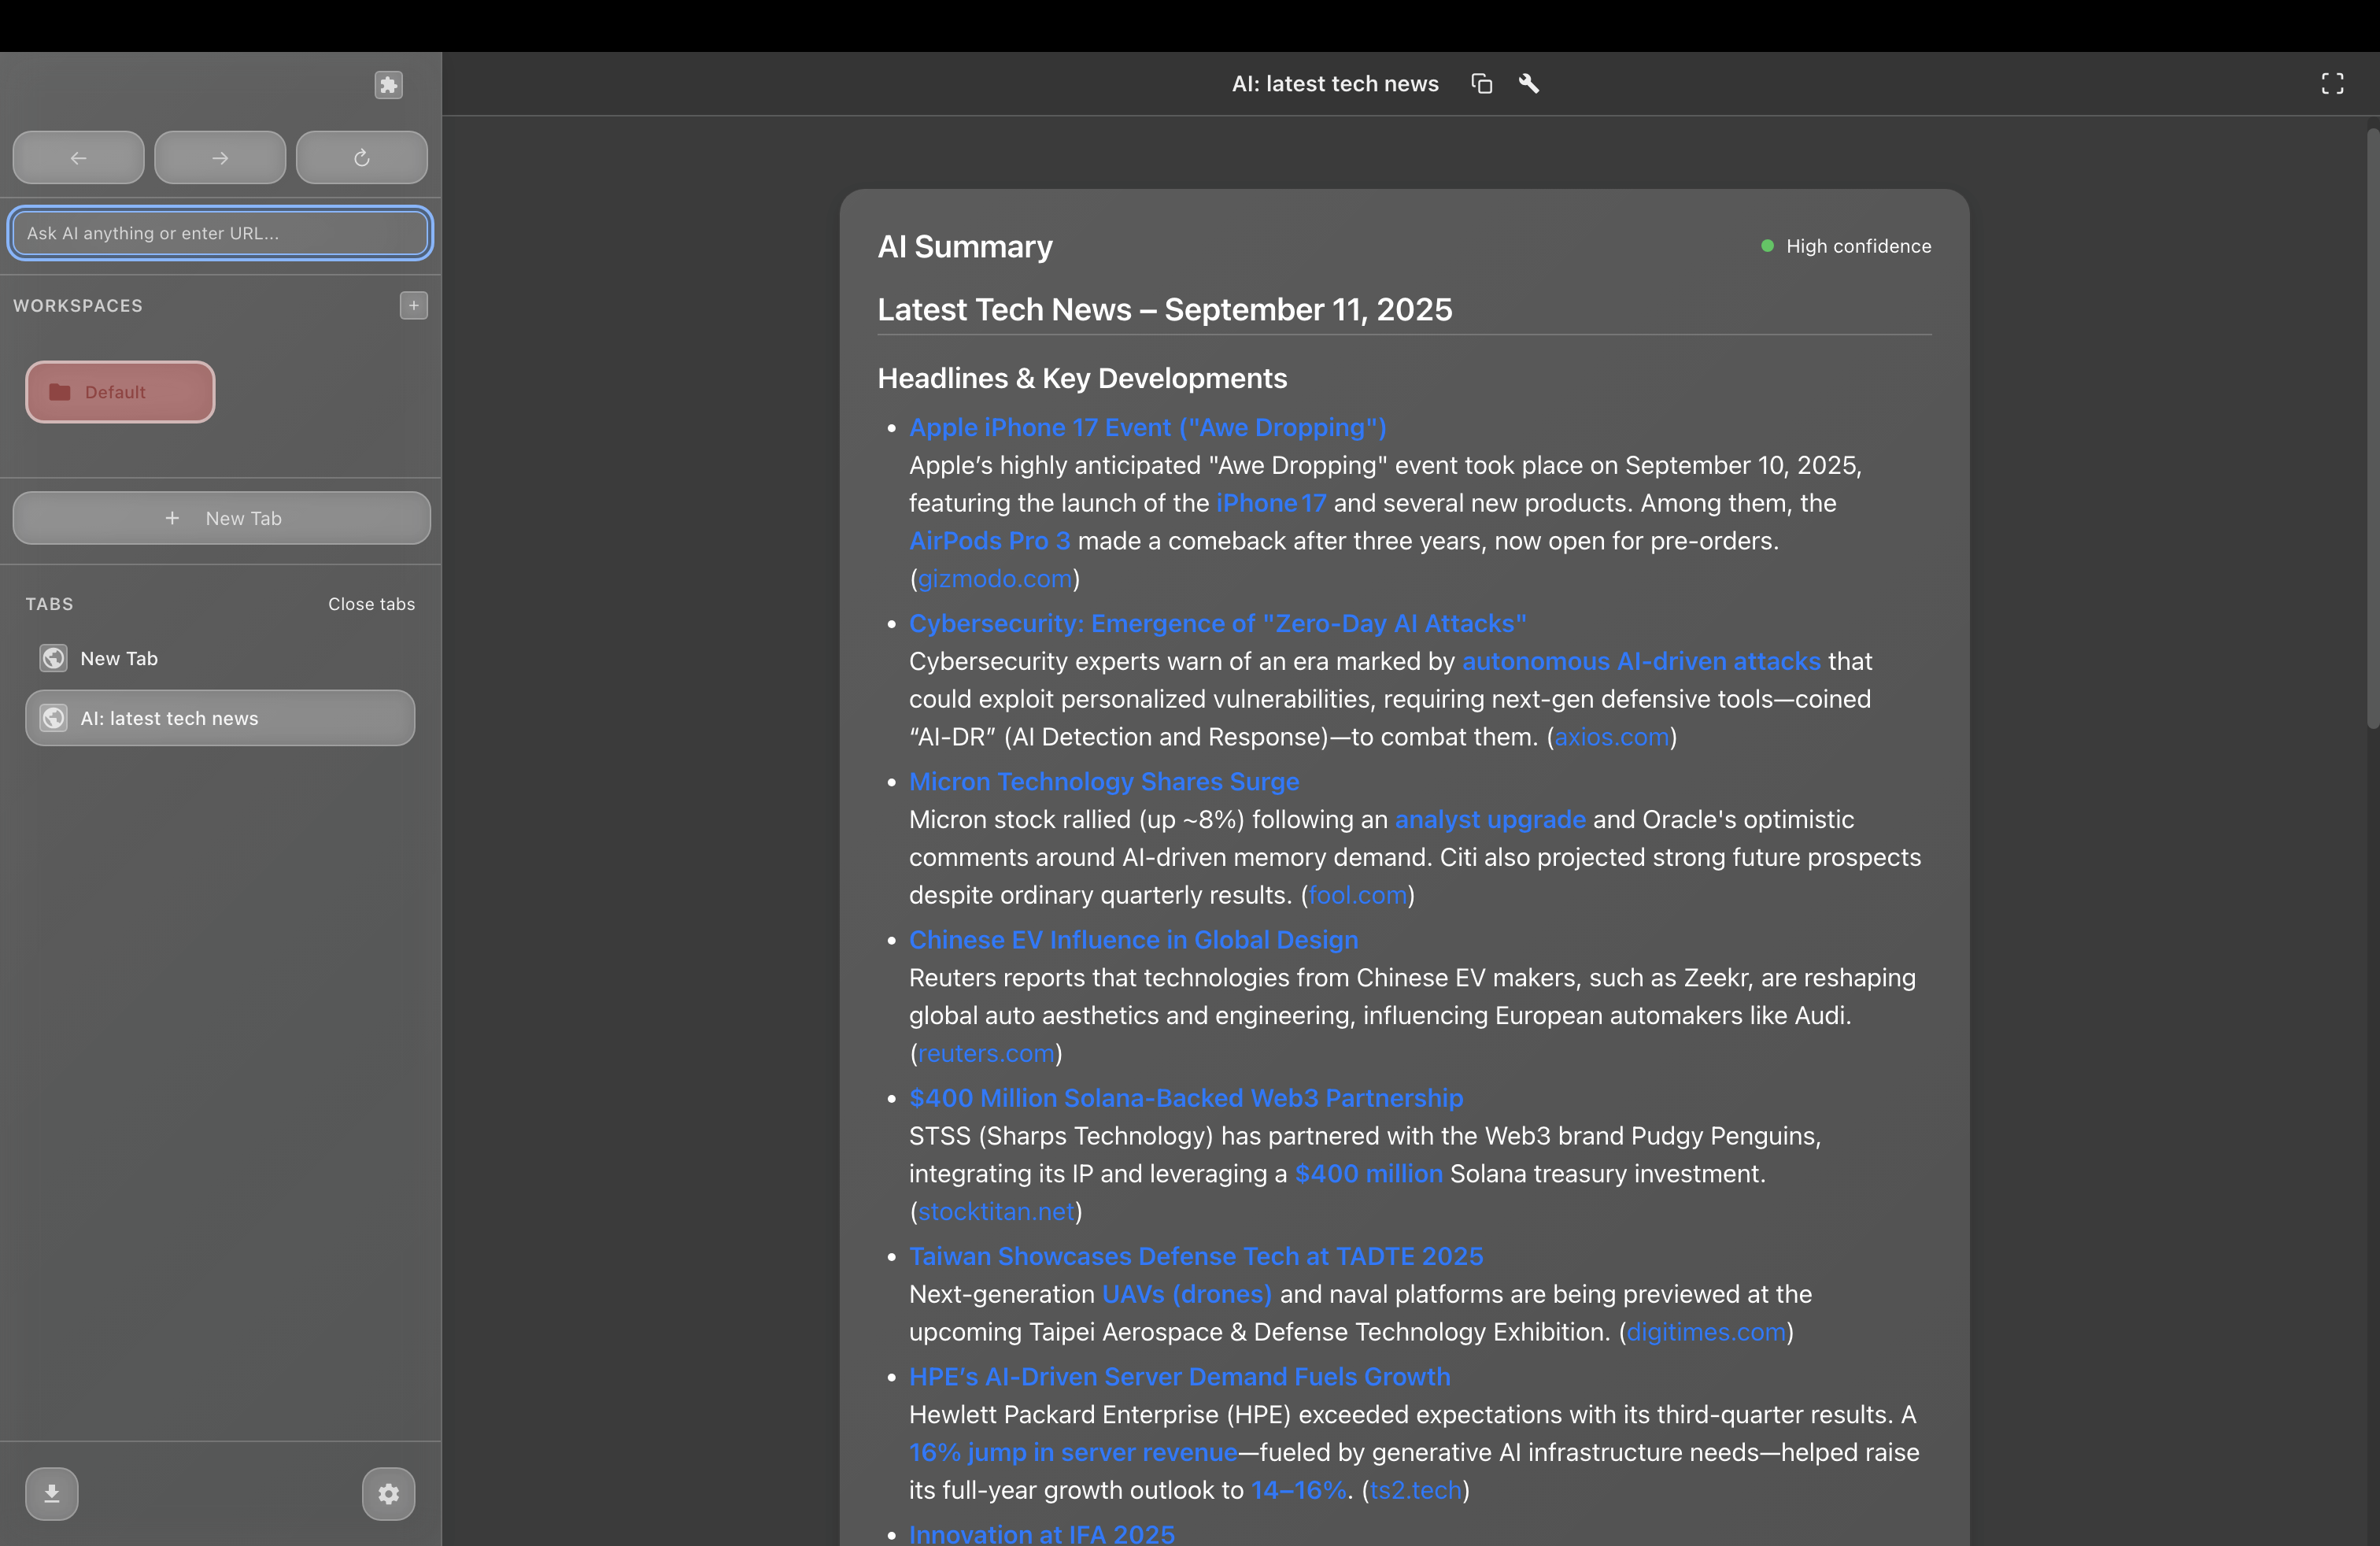 AI: latest tech news
Ask AI anything or enter URL...
WORKSPACES
Default
New Tab
TABS
Close tabs
New Tab
AI: latest tech news
AI Summary
High confidence
Latest Tech News – September 11, 2025
Headlines & Key Developments
• Apple iPhone 17 Event ("Awe Dropping")
Apple’s highly anticipated "Awe Dropping" event took place on September 10, 2025,
featuring the launch of the iPhone 17 and several new products. Among them, the
AirPods Pro 3 made a comeback after three years, now open for pre-orders.
(gizmodo.com)
• Cybersecurity: Emergence of "Zero-Day AI Attacks"
Cybersecurity experts warn of an era marked by autonomous AI-driven attacks that
could exploit personalized vulnerabilities, requiring next-gen defensive tools—coined
“AI-DR” (AI Detection and Response)—to combat them. (axios.com)
• Micron Technology Shares Surge
Micron stock rallied (up ~8%) following an analyst upgrade and Oracle's optimistic
comments around AI-driven memory demand. Citi also projected strong future prospects
despite ordinary quarterly results. (fool.com)
• Chinese EV Influence in Global Design
Reuters reports that technologies from Chinese EV makers, such as Zeekr, are reshaping
global auto aesthetics and engineering, influencing European automakers like Audi.
(reuters.com)
• $400 Million Solana-Backed Web3 Partnership
STSS (Sharps Technology) has partnered with the Web3 brand Pudgy Penguins,
integrating its IP and leveraging a $400 million Solana treasury investment.
(stocktitan.net)
• Taiwan Showcases Defense Tech at TADTE 2025
Next-generation UAVs (drones) and naval platforms are being previewed at the
upcoming Taipei Aerospace & Defense Technology Exhibition. (digitimes.com)
• HPE’s AI-Driven Server Demand Fuels Growth
Hewlett Packard Enterprise (HPE) exceeded expectations with its third-quarter results. A
16% jump in server revenue—fueled by generative AI infrastructure needs—helped raise
its full-year growth outlook to 14–16%. (ts2.tech)
• Innovation at IFA 2025